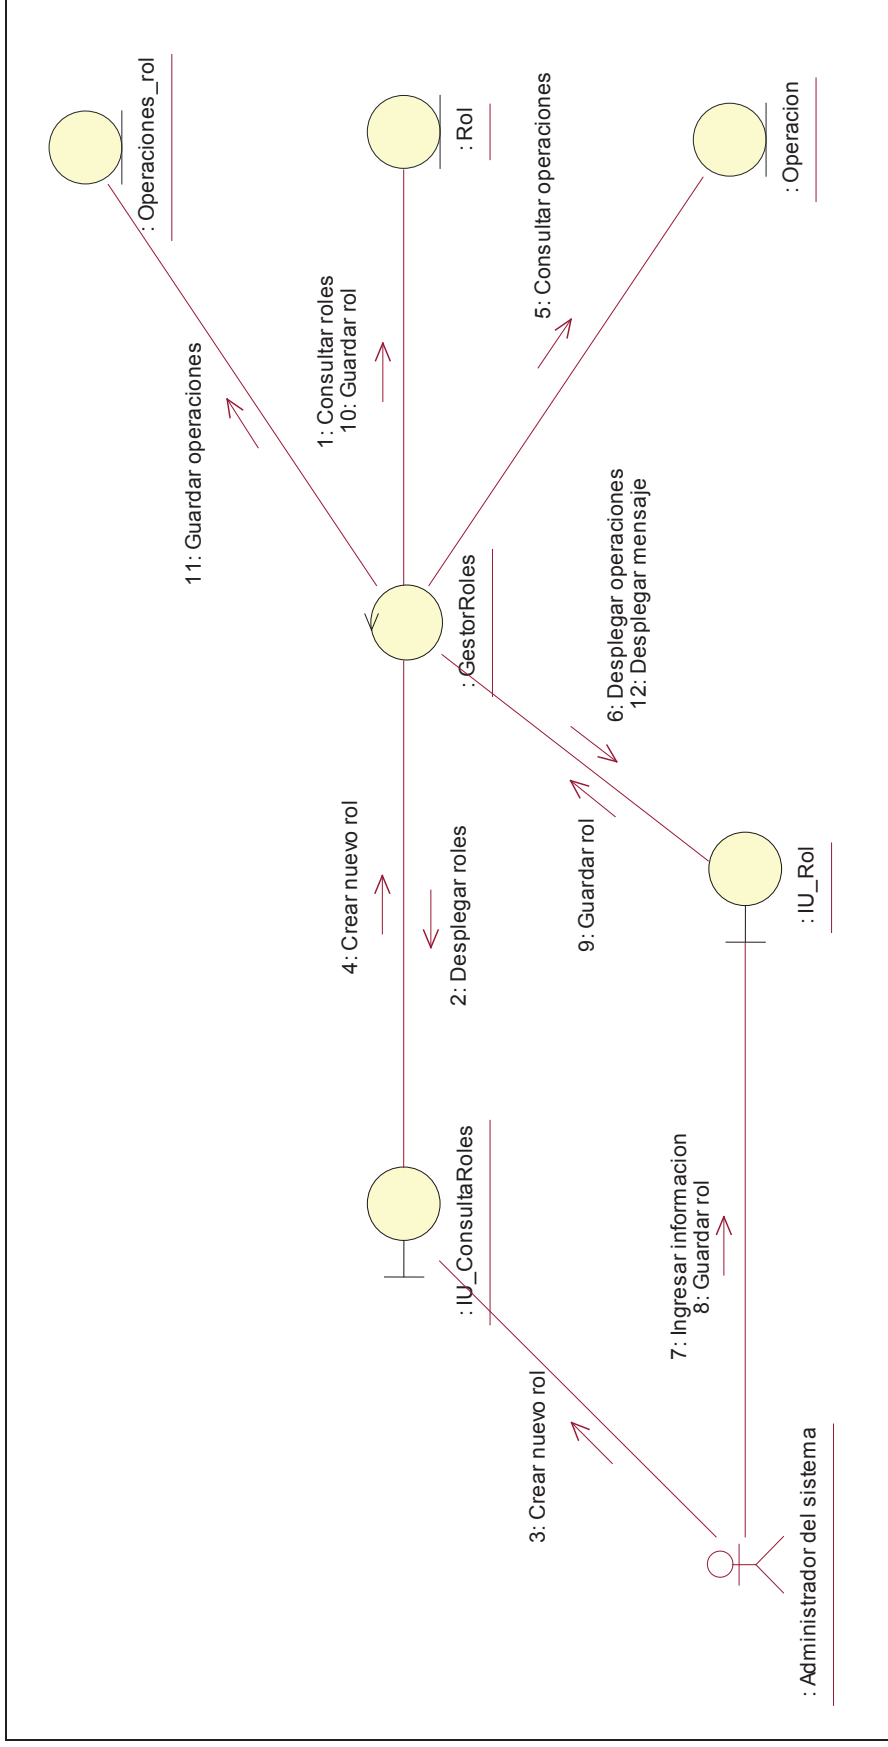 : Operaciones_rol
11: Guardar operaciones
: Rol
1: Consultar roles
10: Guardar rol
5: Consultar operaciones
: Operacion
: GestorRoles
6: Desplegar operaciones
12: Desplegar mensaje
4: Crear nuevo rol
2: Desplegar roles
9: Guardar rol
: IU_Rol
: IU_ConsultaRoles
7: Ingresar informacion
8: Guardar rol
3: Crear nuevo rol
: Administrador del sistema